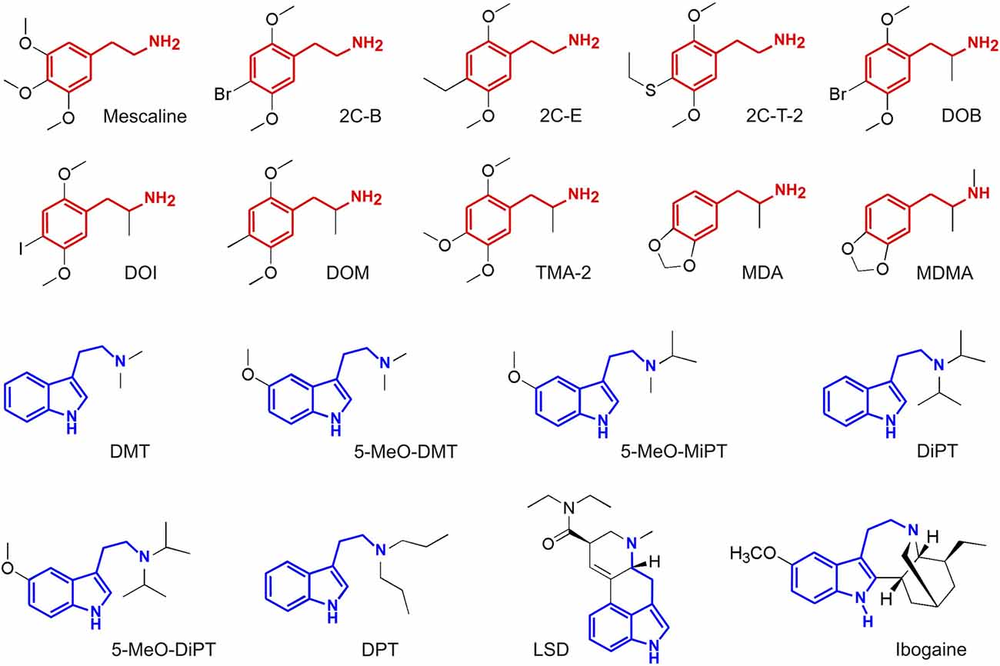 O NH2 O NH2 O NH2 O NH2 O NH2
O O Mescaline
Br O 2C-B
O 2C-E
S O 2C-T-2
Br O DOB
O NH2 O NH2 O NH2 NH2 NH
I O DOI
O DOM
O O TMA-2
O O MDA
O O MDMA
N N H DMT
O N N H 5-MeO-DMT
O N N H 5-MeO-MiPT
N N H DiPT
O N N H 5-MeO-DiPT
N N H DPT
N O N H N H LSD
N H H3CO H N H Ibogaine